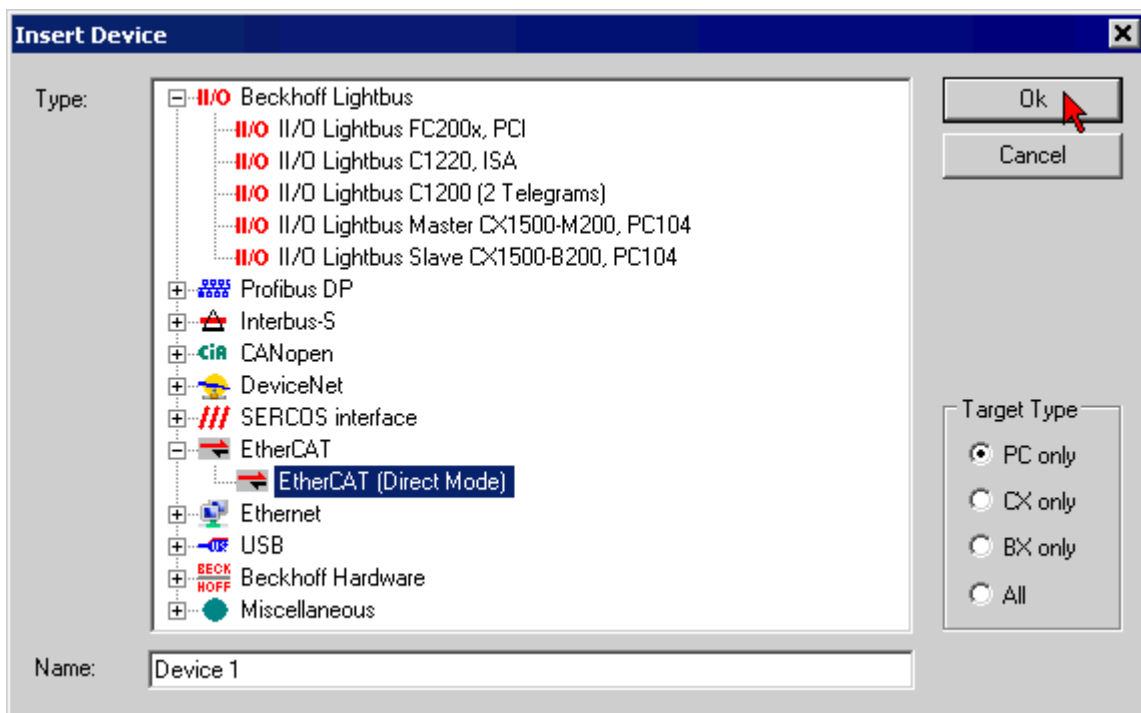 Insert Device
Type:
II/O Beckhoff Lightbus
II/O II/O Lightbus FC200x, PCI
II/O II/O Lightbus C1220, ISA
II/O II/O Lightbus C1200 (2 Telegrams)
II/O II/O Lightbus Master CX1500-M200, PC104
II/O II/O Lightbus Slave CX1500-B200, PC104
Profibus DP
Interbus-S
CiA CANopen
DeviceNet
SERCOS interface
EtherCAT
EtherCAT (Direct Mode)
Ethernet
USB
BECK
HOFF
Beckhoff Hardware
Miscellaneous
Ok
Cancel
Target Type
PC only
CX only
BX only
All
Name:
Device 1